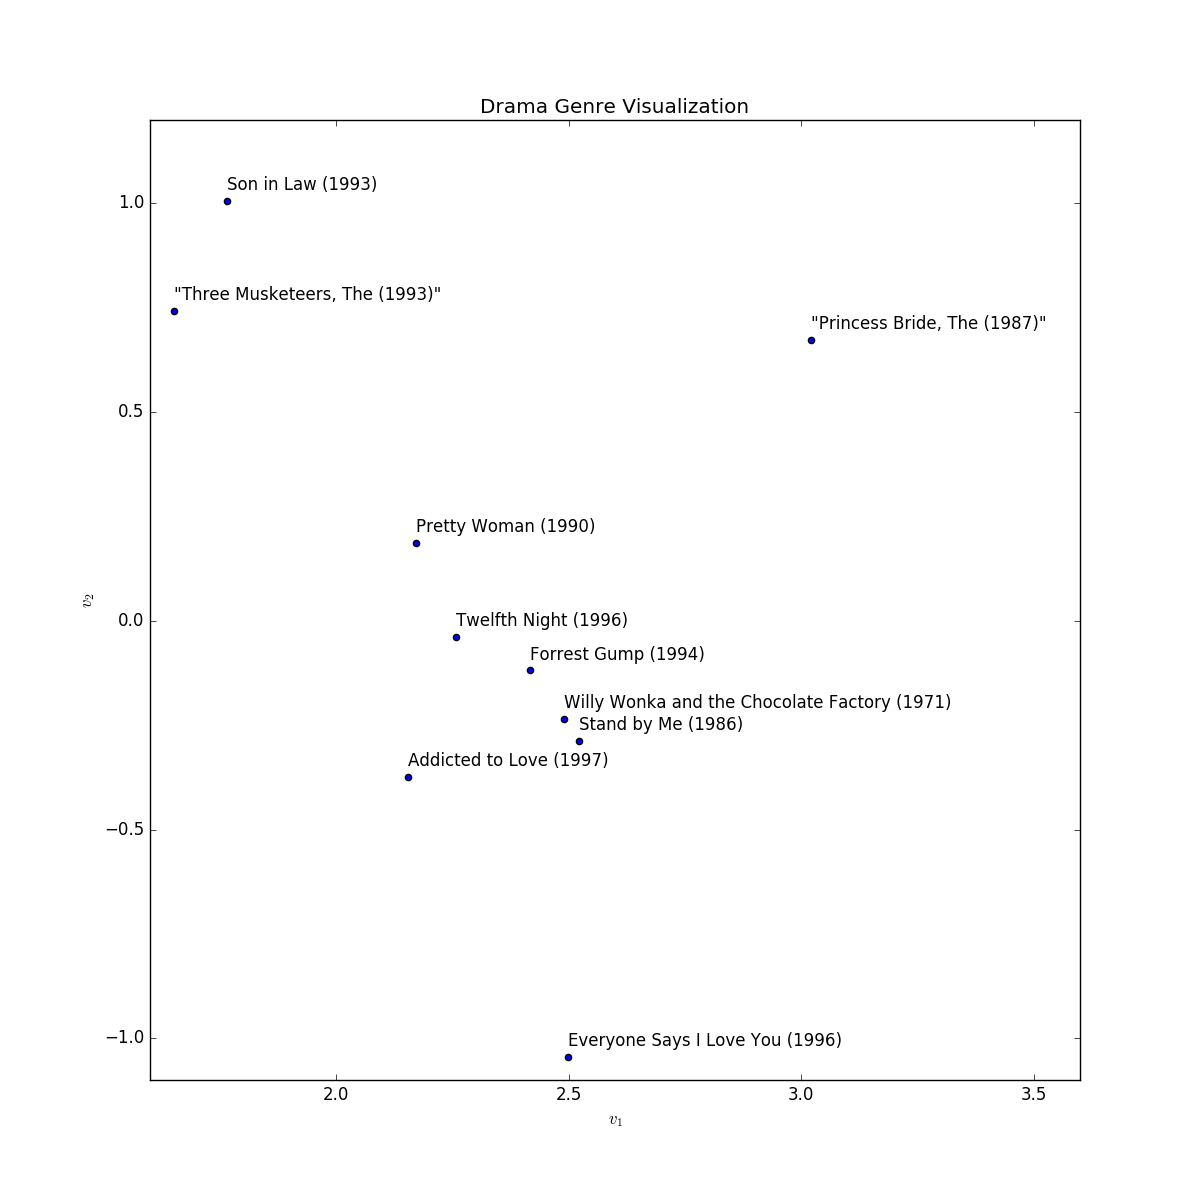 Drama Genre Visualization
Son in Law (1993)
1.0
"Three Musketeers, The (1993)"
"Princess Bride, The (1987)"
0.5
Pretty Woman (1990)
v2
0.0
Twelfth Night (1996)
Forrest Gump (1994)
Willy Wonka and the Chocolate Factory (1971)
Stand by Me (1986)
Addicted to Love (1997)
−0.5
−1.0
Everyone Says I Love You (1996)
2.0 2.5 3.0 3.5
v1